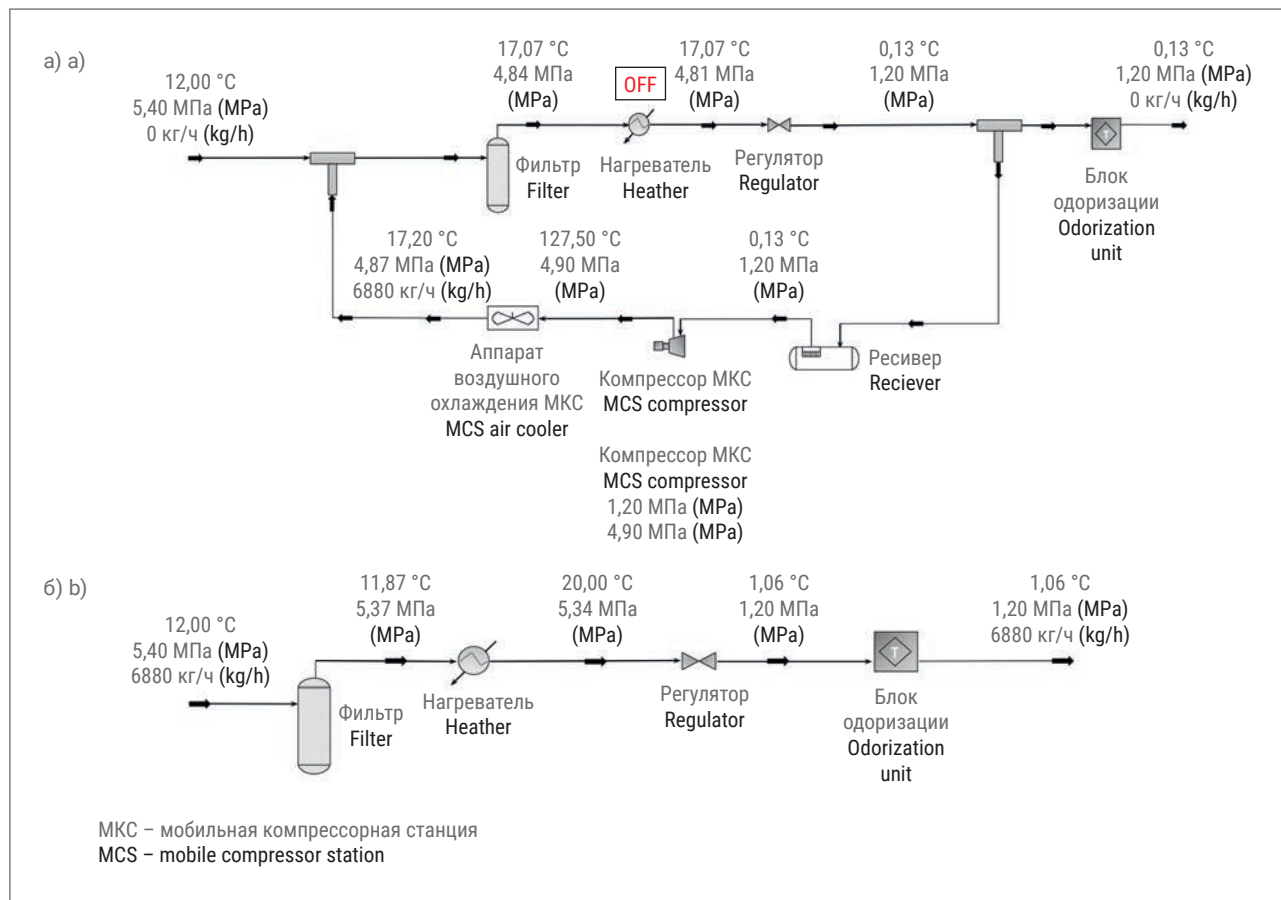 а) a)
12,00 °C
5,40 МПа (MPa)
0 кг/ч (kg/h)
17,07 °C
4,84 МПа
(MPa)
OFF
17,07 °C
4,81 МПа
(MPa)
0,13 °C
1,20 МПа
(MPa)
0,13 °C
1,20 МПа (MPa)
0 кг/ч (kg/h)
Фильтр
Filter
Нагреватель
Heather
Регулятор
Regulator
T
Блок
одоризации
Odorization
unit
17,20 °C
4,87 МПа (MPa)
6880 кг/ч (kg/h)
127,50 °C
4,90 МПа
(MPa)
0,13 °C
1,20 МПа
(MPa)
Аппарат
воздушного
охлаждения МКС
MCS air cooler
Компрессор МКС
MCS compressor
Ресивер
Reciever
Компрессор МКС
MCS compressor
1,20 МПа (MPa)
4,90 МПа (MPa)
б) b)
12,00 °C
5,40 МПа (MPa)
6880 кг/ч (kg/h)
11,87 °C
5,37 МПа
(MPa)
20,00 °C
5,34 МПа
(MPa)
1,06 °C
1,20 МПа
(MPa)
1,06 °C
1,20 МПа (MPa)
6880 кг/ч (kg/h)
Фильтр
Filter
Нагреватель
Heather
Регулятор
Regulator
T
Блок
одоризации
Odorization
unit
МКС – мобильная компрессорная станция
MCS – mobile compressor station